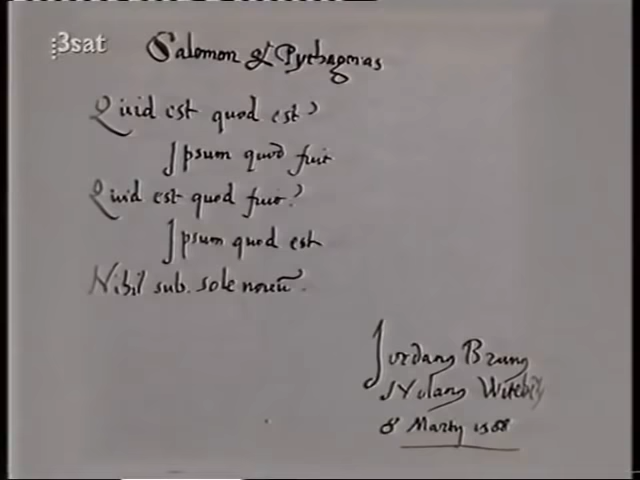 3sat
Salomon & Pythagoras
Quid est quod est?
Ipsum quod fuit
Quid est quod fuit?
Ipsum quod est
Nihil sub sole novū.
Jordanus Brunus
Nolanus Witeb
8 Martij 1588